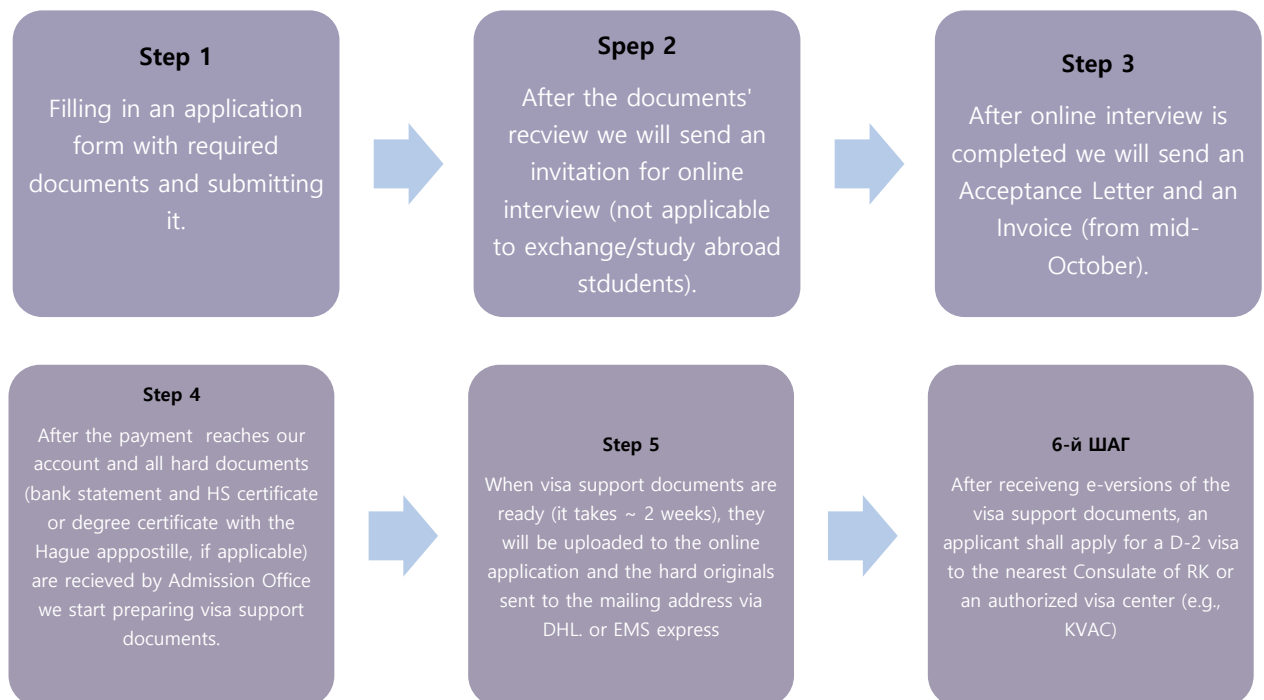 Step 1
Filling in an application
form with required
documents and submitting
it.
Spep 2
After the documents'
recview we will send an
invitation for online
interview (not applicable
to exchange/study abroad
stdudents).
Step 3
After online interview is
completed we will send an
Acceptance Letter and an
Invoice (from mid-
October).
Step 4
After the payment  reaches our
account and all hard documents
(bank statement and HS certificate
or degree certificate with the
Hague apppostille, if applicable)
are recieved by Admission Office
we start preparing visa support
documents.
Step 5
When visa support documents are
ready (it takes ~ 2 weeks), they
will be uploaded to the online
application and the hard originals
sent to the mailing address via
DHL. or EMS express
6-й ШАГ
After receiveng e-versions of the
visa support documents, an
applicant shall apply for a D-2 visa
to the nearest Consulate of RK or
an authorized visa center (e.g.,
KVAC)